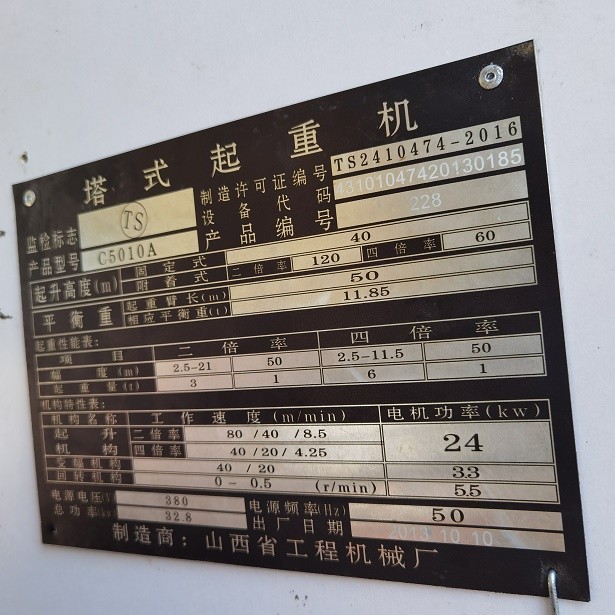 塔式起重机
监检标志 TS 制造许可证编号 TS2410474-2016
设备代码 43101047420130185
产品型号 C5010A 产品编号 228
起升高度(m) 固定式 40
附着式 二倍率 120 四倍率 60
平衡重 起重臂长(m) 50
相应平衡重(t) 11.85
起重性能表:
项目 二倍率 四倍率
幅度(m) 2.5-21 50 2.5-11.5 50
起重量(t) 3 1 6 1
机构特性表:
机构名称 工作速度(m/min) 电机功率(kw)
起升机构 二倍率 80/40/8.5 24
四倍率 40/20/4.25
变幅机构 40/20 3.3
回转机构 0-0.5 (r/min) 5.5
电源电压(V) 380 电源频率(Hz) 50
总功率(kw) 32.8 出厂日期 2013.10.10
制造商:山西省工程机械厂